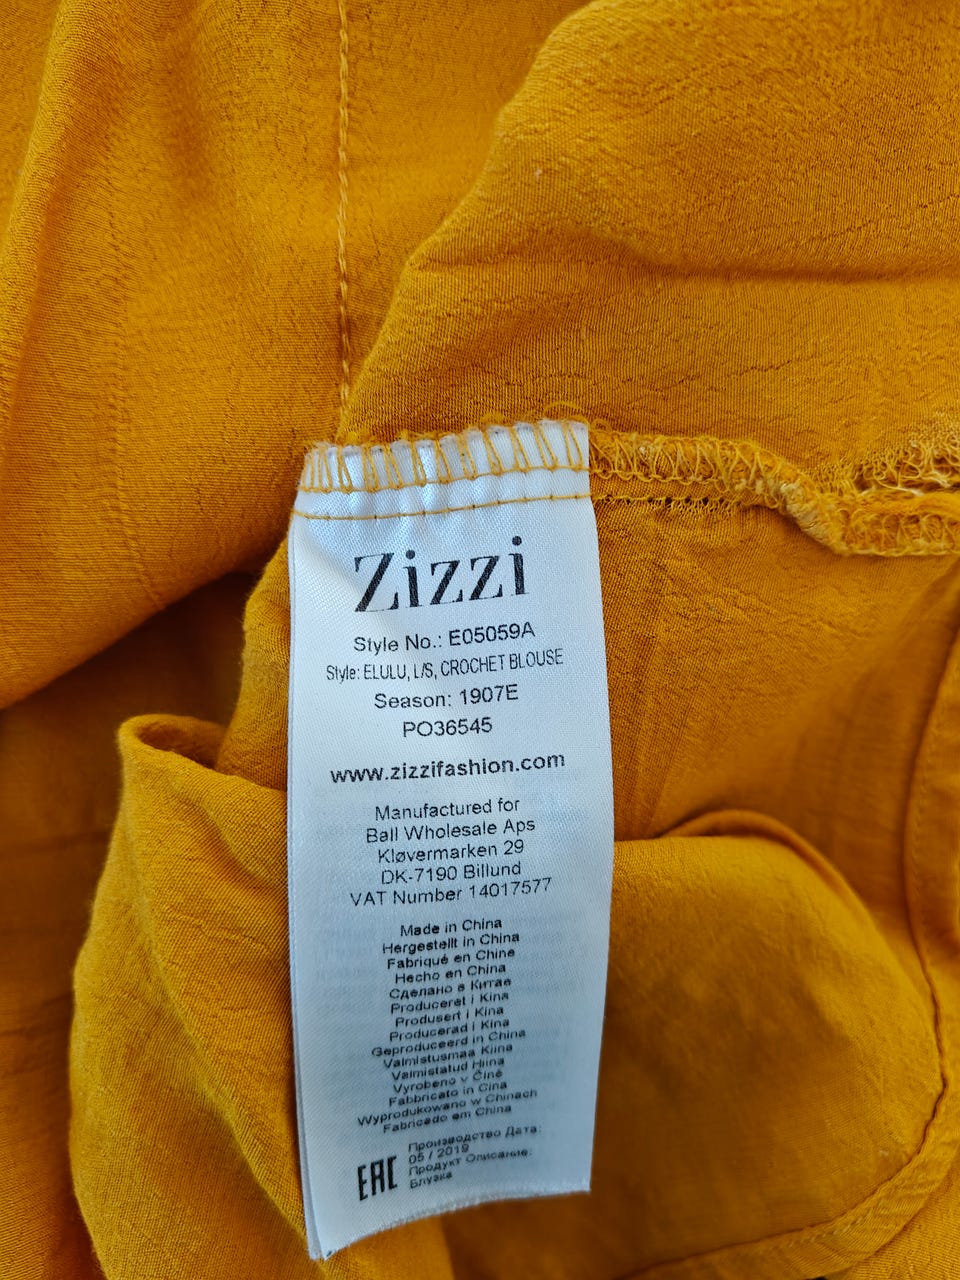 Zizzi
Style No.: E05059A
Style: ELULU, L/S, CROCHET BLOUSE
Season: 1907E
PO36545
www.zizzifashion.com
Manufactured for
Ball Wholesale Aps
Kløvermarken 29
DK-7190 Billund
VAT Number 14017577
Made in China
Hergestellt in China
Fabriqué en Chine
Hecho en China
Сделано в Китае
Produceret i Kina
Produsert i Kina
Producerad i Kina
Geproduceerd in China
Valmistusmaa Kiina
Valmistatud Hiina
Vyrobeno v Číně
Fabbricato in Cina
Wyprodukowano w Chinach
Fabricado em China
EAC
Производство Дата:
05 / 2019
Продукт Описание:
Блузка